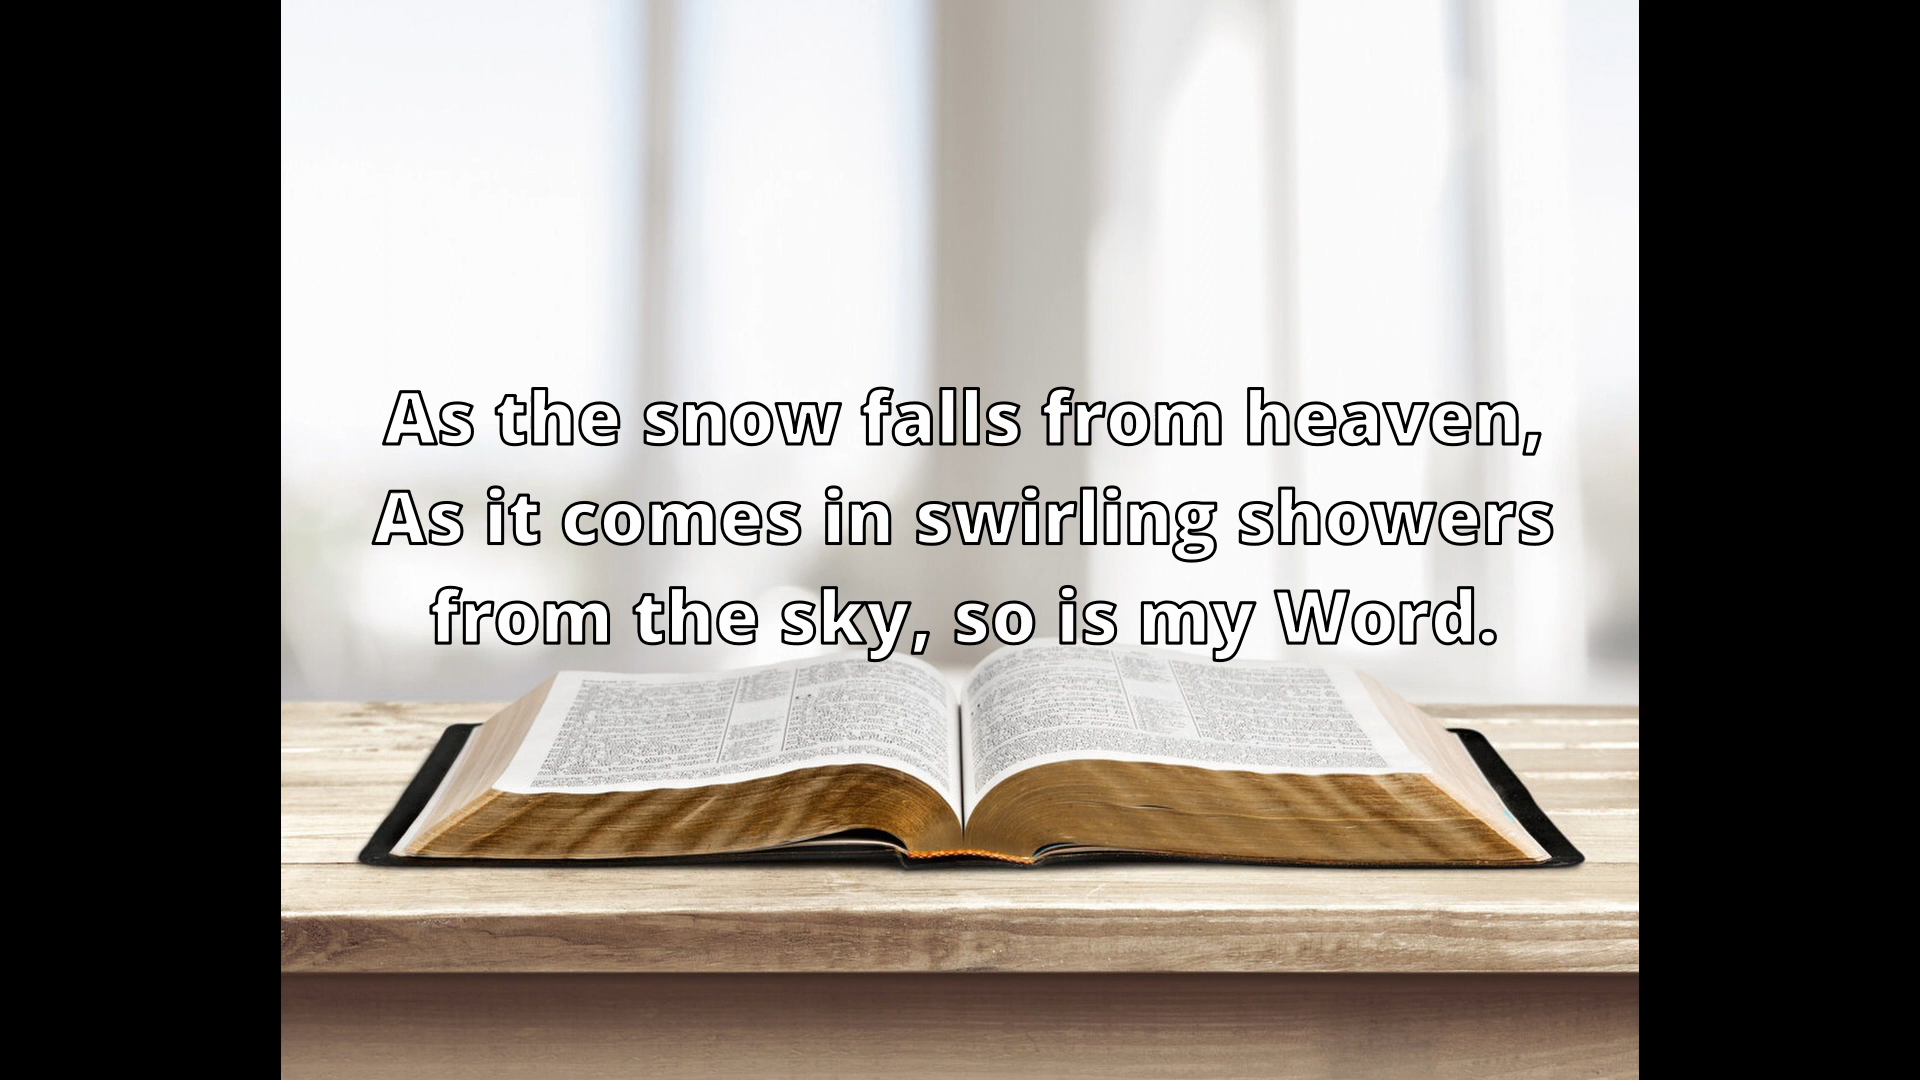 As the snow falls from heaven,
As it comes in swirling showers
from the sky, so is my Word.